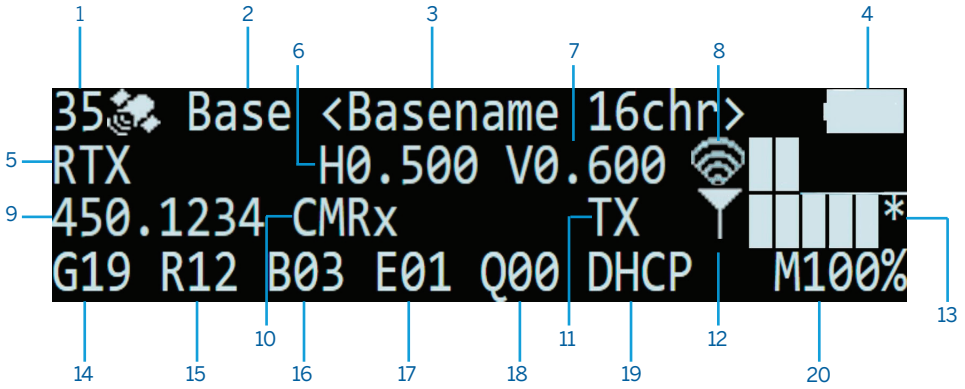 1 2 3 4
6 7 8
35 Base <Basename 16chr>
5 RTX H0.500 V0.600
9 450.1234 CMRx TX *
G19 R12 B03 E01 Q00 DHCP M100%
13
10 11 12
14 15 16 17 18 19 20